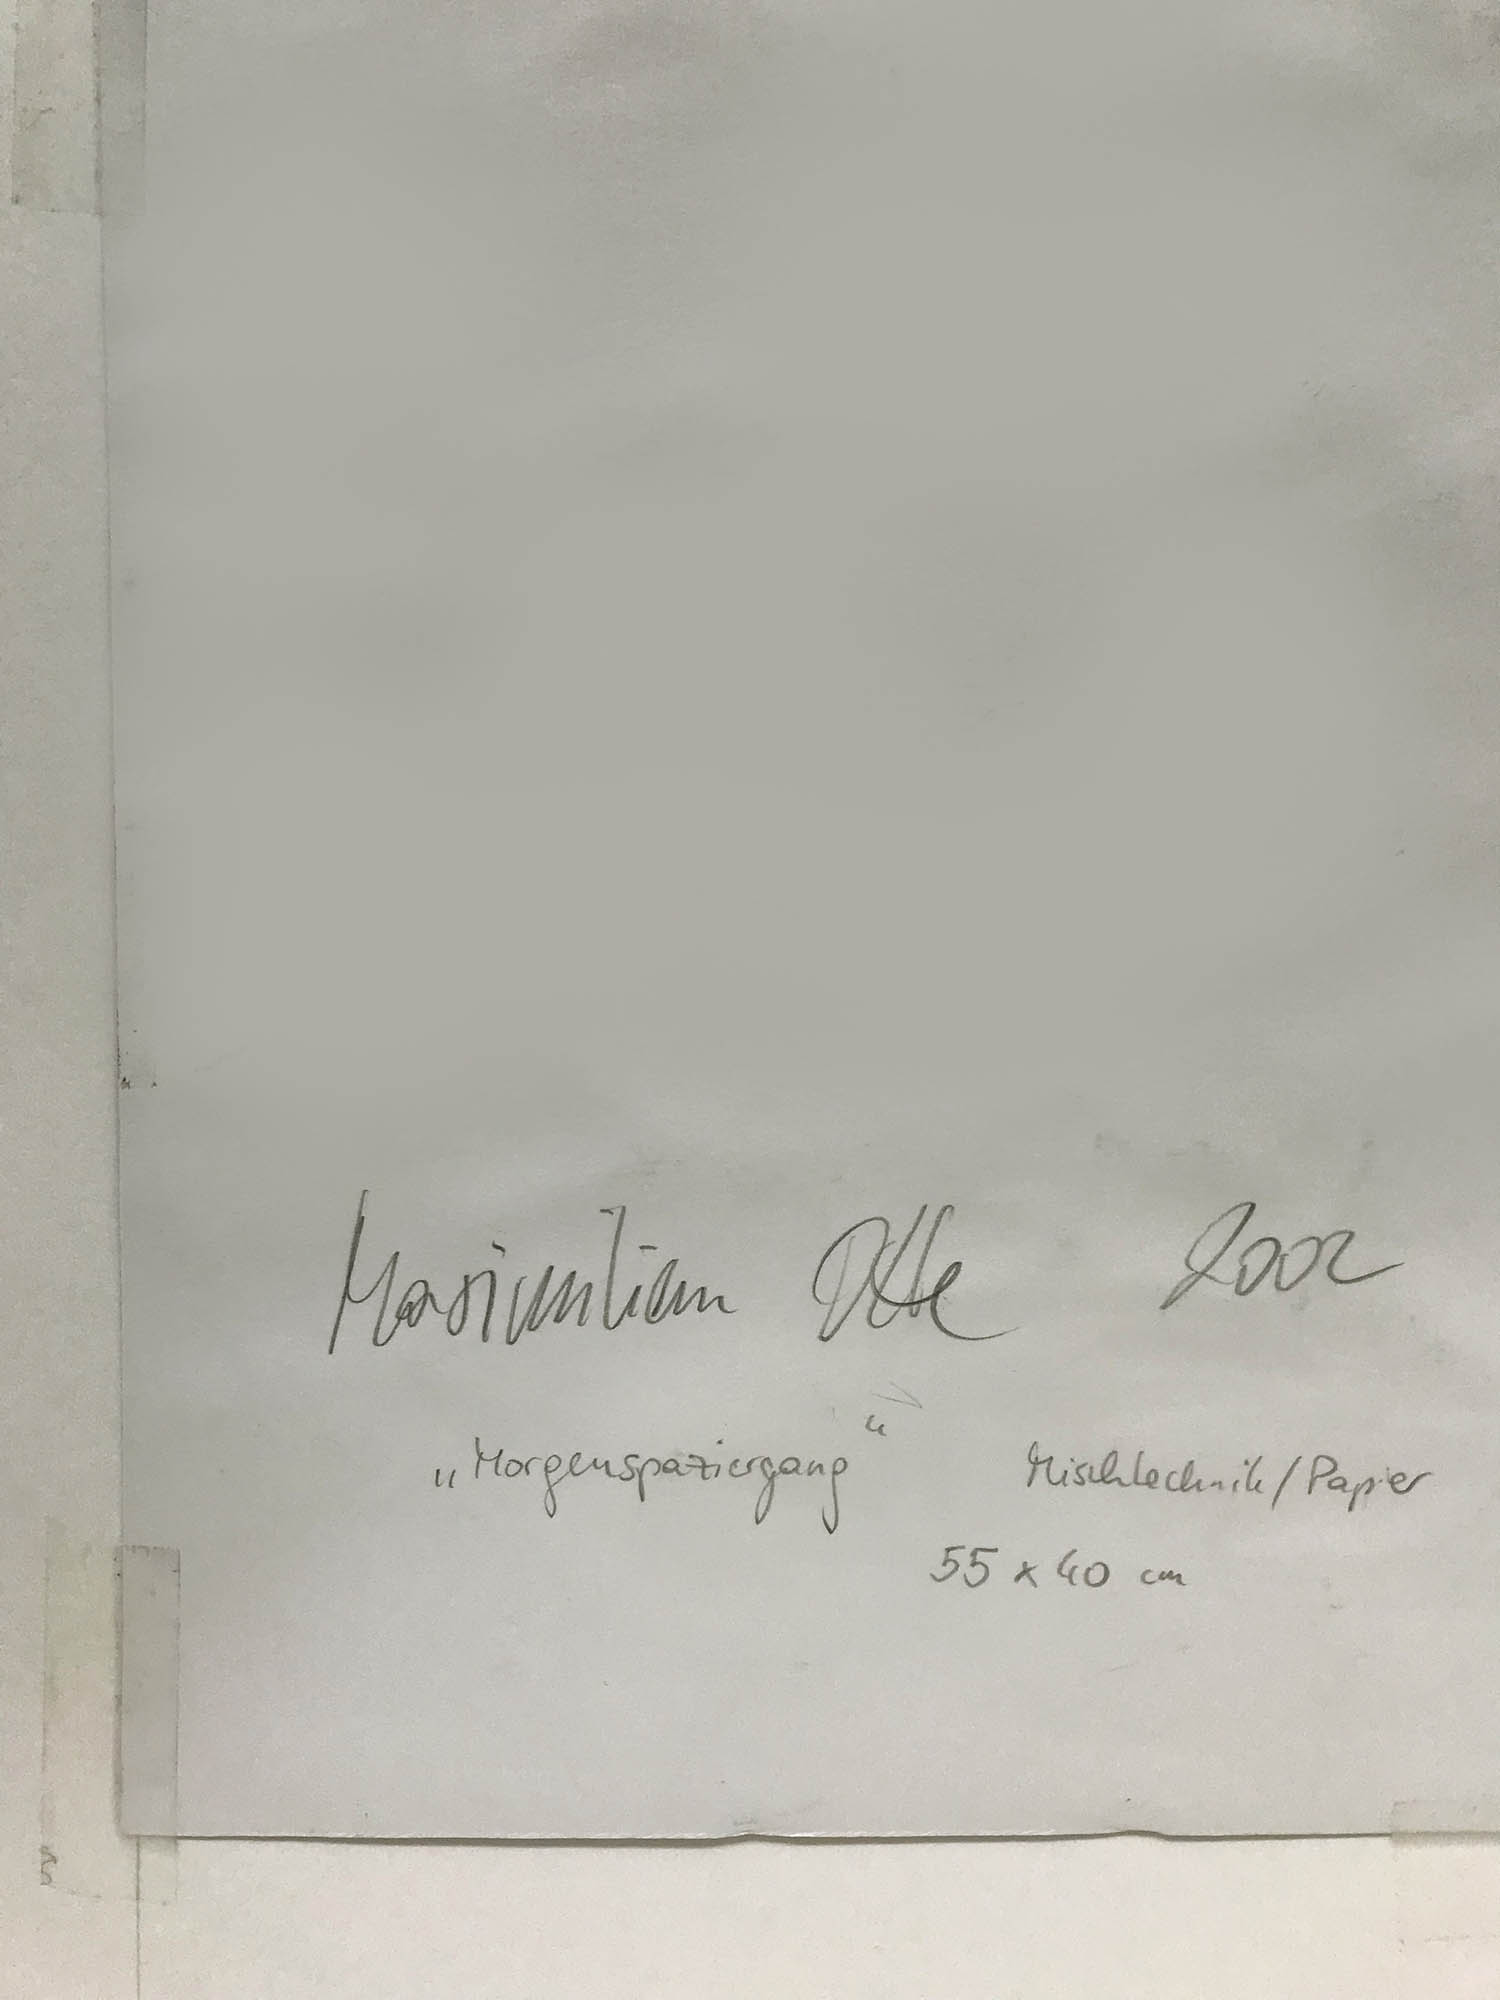 Maximilian Otte 2002
„Morgenspaziergang“ Mischtechnik/Papier
55 x 40 cm